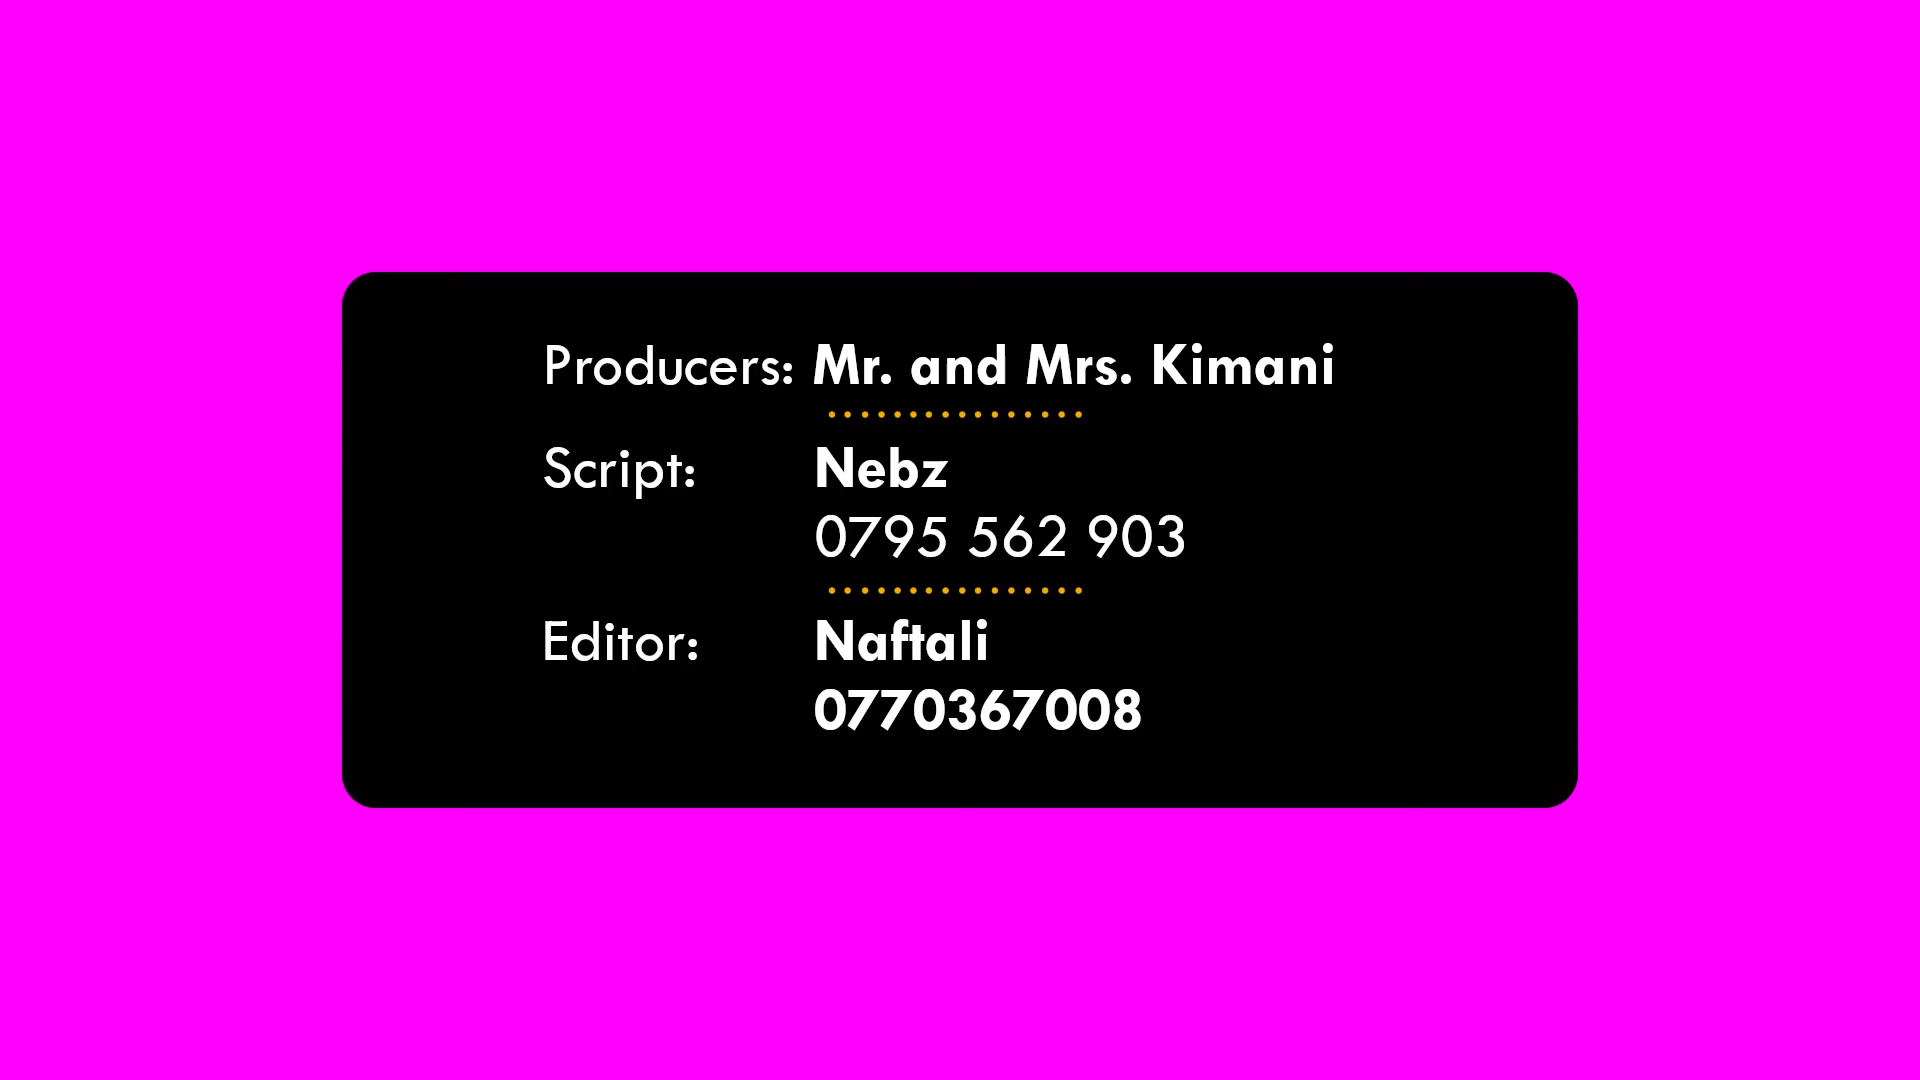 Producers: Mr. and Mrs. Kimani
Script: Nebz
0795 562 903
Editor: Naftali
0770367008